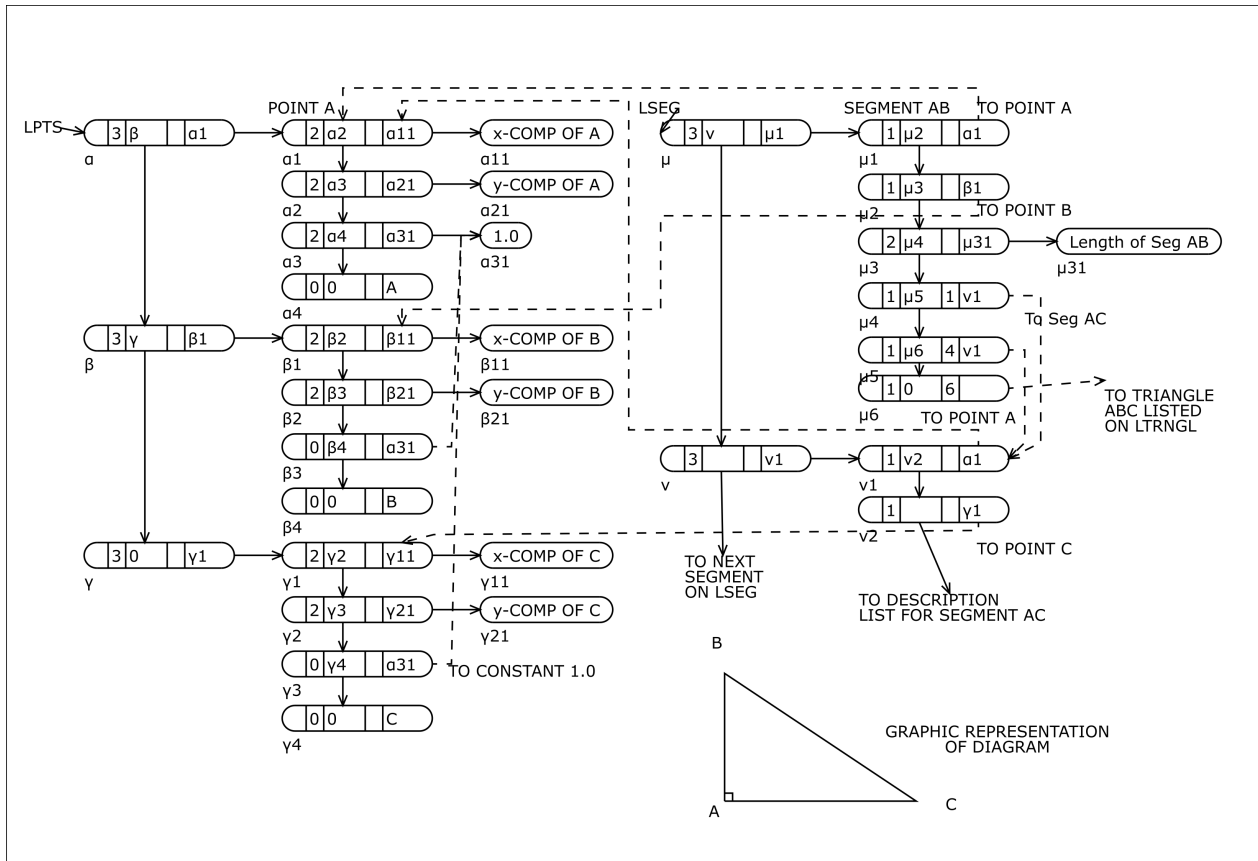 POINT A
LSEG
SEGMENT AB
TO POINT A
LPTS
3 β α1
2 α2 α11
x-COMP OF A
3 ν μ1
1 μ2 α1
α
α1
α11
μ
μ1
2 α3 α21
y-COMP OF A
1 μ3 β1
α2
α21
μ2
TO POINT B
2 α4 α31
1.0
2 μ4 μ31
Length of Seg AB
α3
α31
μ3
μ31
0 0 A
1 μ5 1 ν1
α4
μ4
To Seg AC
3 γ β1
2 β2 β11
x-COMP OF B
1 μ6 4 ν1
β
β1
β11
μ5
2 β3 β21
y-COMP OF B
1 0 6
β2
β21
μ6
TO POINT A
TO TRIANGLE
ABC LISTED
ON LTRNGL
0 β4 α31
3 ν1
1 ν2 α1
β3
ν
ν1
0 0 B
1 γ1
β4
ν2
3 0 γ1
2 γ2 γ11
x-COMP OF C
TO POINT C
γ
γ1
γ11
TO NEXT
SEGMENT
ON LSEG
2 γ3 γ21
y-COMP OF C
TO DESCRIPTION
LIST FOR SEGMENT AC
γ2
γ21
0 γ4 α31
TO CONSTANT 1.0
γ3
0 0 C
γ4
B
GRAPHIC REPRESENTATION
OF DIAGRAM
A
C